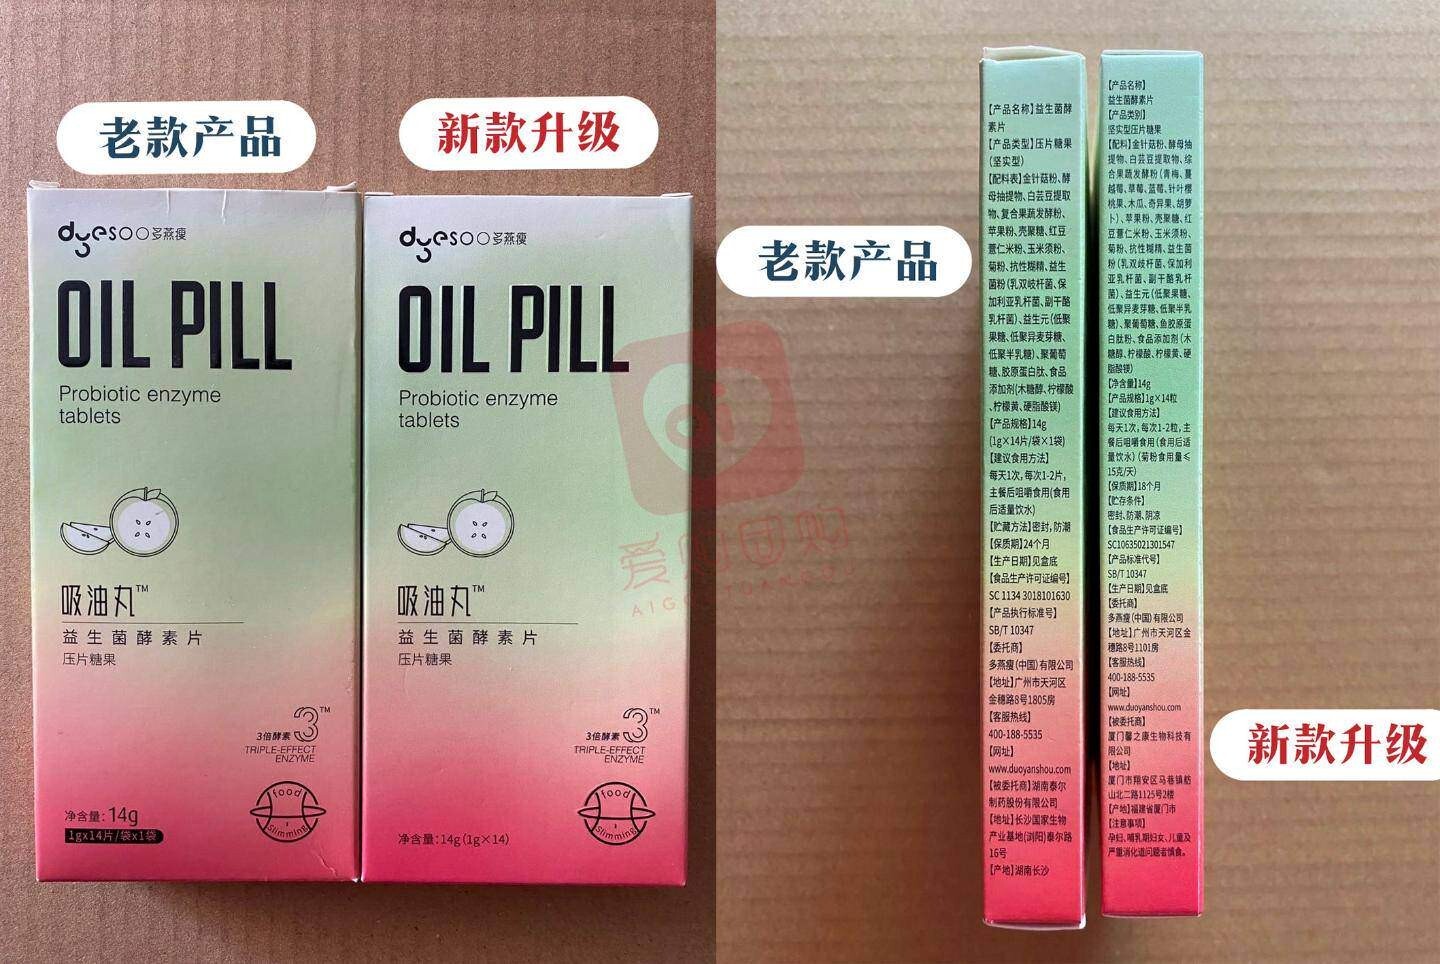 老款产品
新款升级
dyesoo多燕瘦
OIL PILL
Probiotic enzyme
tablets
吸油丸™
益生菌酵素片
压片糖果
3™
3倍酵素
TRIPLE-EFFECT
ENZYME
food
slimming
净含量:14g
1gx14片/袋x1袋
dyesoo多燕瘦
OIL PILL
Probiotic enzyme
tablets
吸油丸™
益生菌酵素片
压片糖果
3™
3倍酵素
TRIPLE-EFFECT
ENZYME
food
slimming
净含量:14g(1g×14)
爱购团购
老款产品
【产品名称】益生菌酵
素片
【产品类型】压片糖果
(坚实型)
【配料表】金针菇粉、酵
母抽提物、白芸豆提取
物、复合果蔬发酵粉、
苹果粉、壳聚糖、红豆
薏仁米粉、玉米须粉、
菊粉、抗性糊精、益生
菌粉(乳双岐杆菌、保
加利亚乳杆菌、副干酪
乳杆菌)、益生元(低聚
果糖、低聚异麦芽糖、
低聚半乳糖)、聚葡萄
糖、胶原蛋白肽、食品
添加剂(木糖醇、柠檬酸
、柠檬黄、硬脂酸镁)
【产品规格】14g
(1g×14片/袋×1袋)
【建议食用方法】
每天1次,每次1-2片,
主餐后咀嚼食用(食用
后适量饮水)
【贮藏方法】密封,防潮
【保质期】24个月
【生产日期】见盒底
【食品生产许可证编号】
SC 1134 3018101630
【产品执行标准号】
SB/T 10347
【委托商】
多燕瘦(中国)有限公司
【地址】广州市天河区
金穗路8号1805房
【客服热线】
400-188-5535
【网址】
www.duoyanshou.com
【被委托商】湖南泰尔
制药股份有限公司
【地址】长沙国家生物
产业基地(浏阳)泰尔路
16号
【产地】湖南长沙
【产品名称】
益生菌酵素片
【产品类别】
坚实型压片糖果
【配料】金针菇粉、酵母抽
提物、白芸豆提取物、综
合果蔬发酵粉(青梅、蔓
越莓、草莓、蓝莓、针叶樱
桃果、木瓜、奇异果、胡萝
卜)、苹果粉、壳聚糖、红
豆薏仁米粉、玉米须粉、
菊粉、抗性糊精、益生菌
粉(乳双歧杆菌、保加利
亚乳杆菌、副干酪乳杆
菌)、益生元(低聚果糖、
低聚异麦芽糖、低聚半乳
糖)、聚葡萄糖、鱼胶原蛋
白肽粉、食品添加剂(木
糖醇、柠檬酸、柠檬黄、硬
脂酸镁)
【净含量】14g
【产品规格】1g×14粒
【建议食用方法】
每天1次,每次1-2粒,主
餐后咀嚼食用(食用后适
量饮水)(菊粉食用量≤
15克/天)
【保质期】18个月
【贮存条件】
密封、防潮、阴凉
【食品生产许可证编号】
SC10635021301547
【产品标准代号】
SB/T 10347
【生产日期】见盒底
【委托商】
多燕瘦(中国)有限公司
【地址】广州市天河区金
穗路8号1101房
【客服热线】
400-188-5535
【网址】
www.duoyanshou.com
【被委托商】
厦门馨之康生物科技有
限公司
【地址】
厦门市翔安区马巷镇舫
山北二路1125号2楼
【产地】福建省厦门市
【注意事项】
孕妇、哺乳期妇女、儿童及
严重消化道问题者慎食。
新款升级